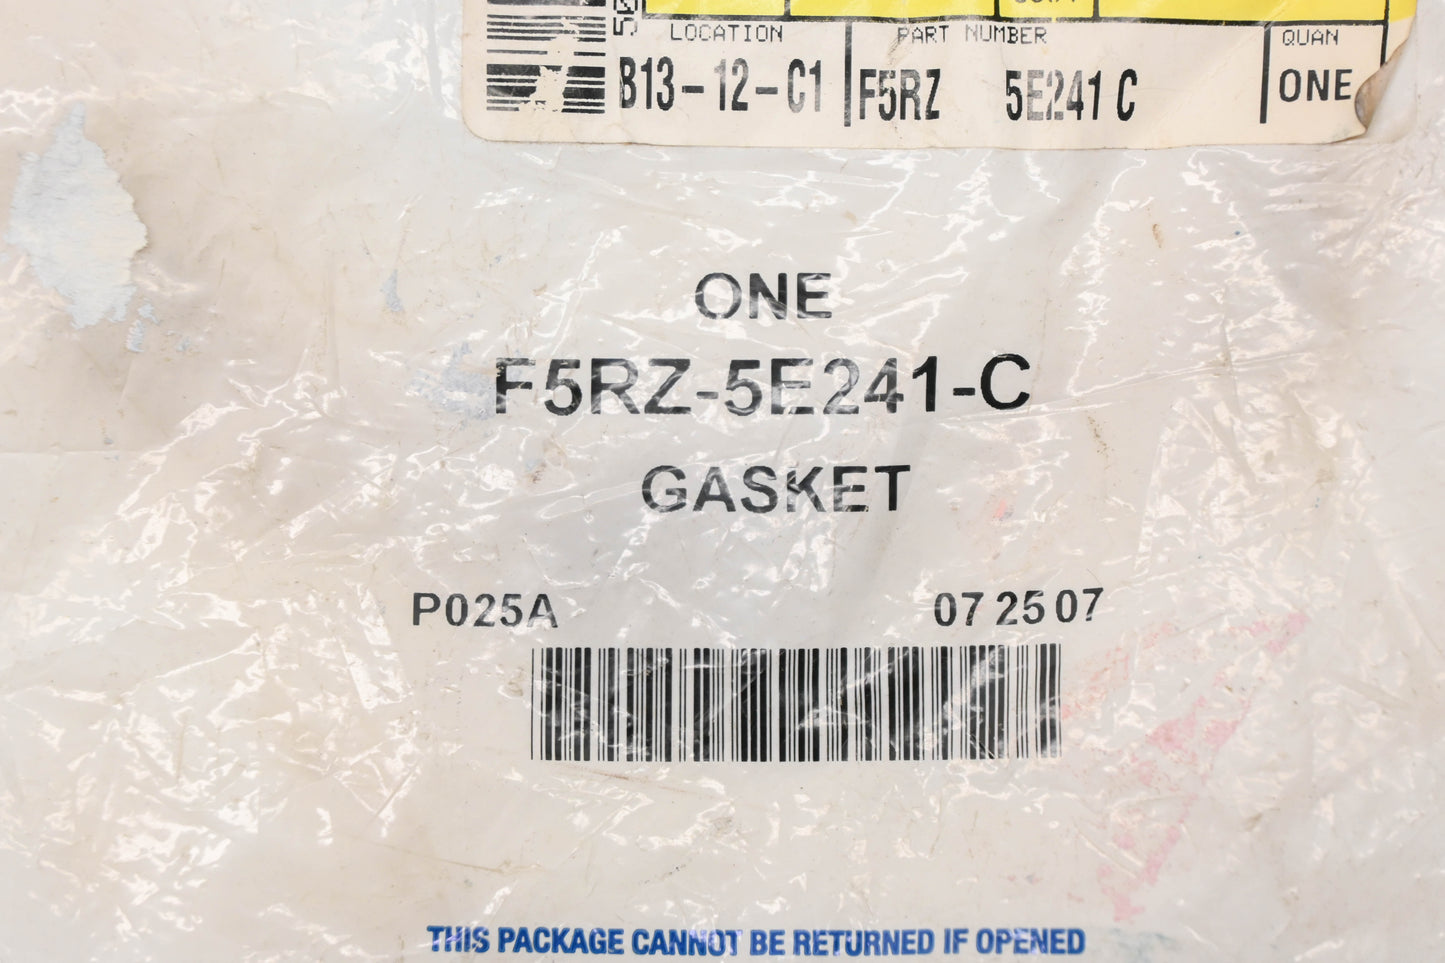 LOCATION PART NUMBER QUAN
B13-12-C1 F5RZ 5E241 C ONE
ONE
F5RZ-5E241-C
GASKET
P025A 07 25 07
THIS PACKAGE CANNOT BE RETURNED IF OPENED